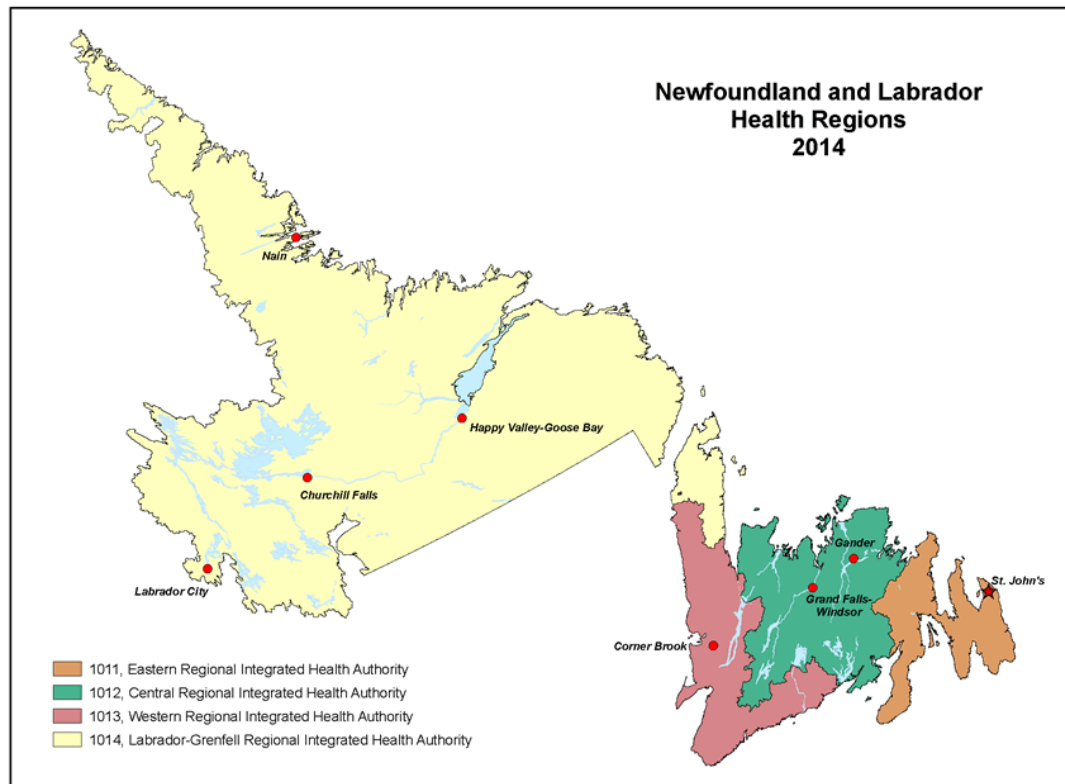 Newfoundland and Labrador
Health Regions
2014
Nain
Happy Valley-Goose Bay
Churchill Falls
Labrador City
Gander
St. John's
Grand Falls-
Windsor
Corner Brook
1011, Eastern Regional Integrated Health Authority
1012, Central Regional Integrated Health Authority
1013, Western Regional Integrated Health Authority
1014, Labrador-Grenfell Regional Integrated Health Authority